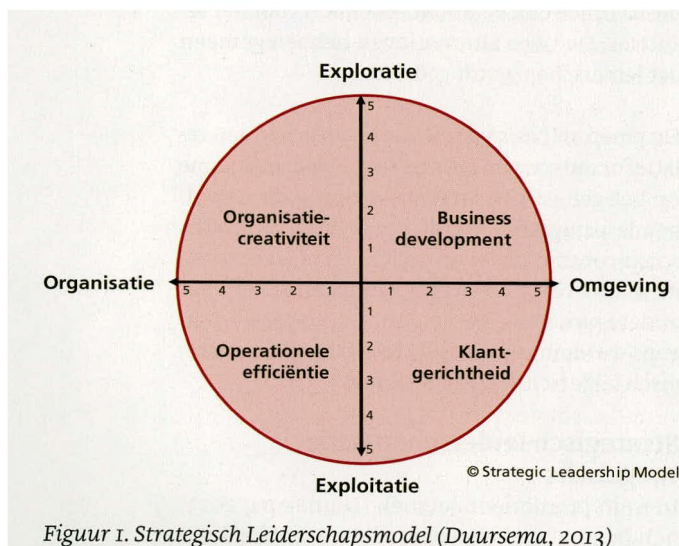 Exploratie
5
4
3
2
1
Organisatie-
creativiteit
Business
development
Organisatie
5 4 3 2 1
1 2 3 4 5
Omgeving
1
2
3
4
5
Operationele
efficiëntie
Klant-
gerichtheid
Exploitatie
© Strategic Leadership Model
Figuur 1. Strategisch Leiderschapsmodel (Duursema, 2013)